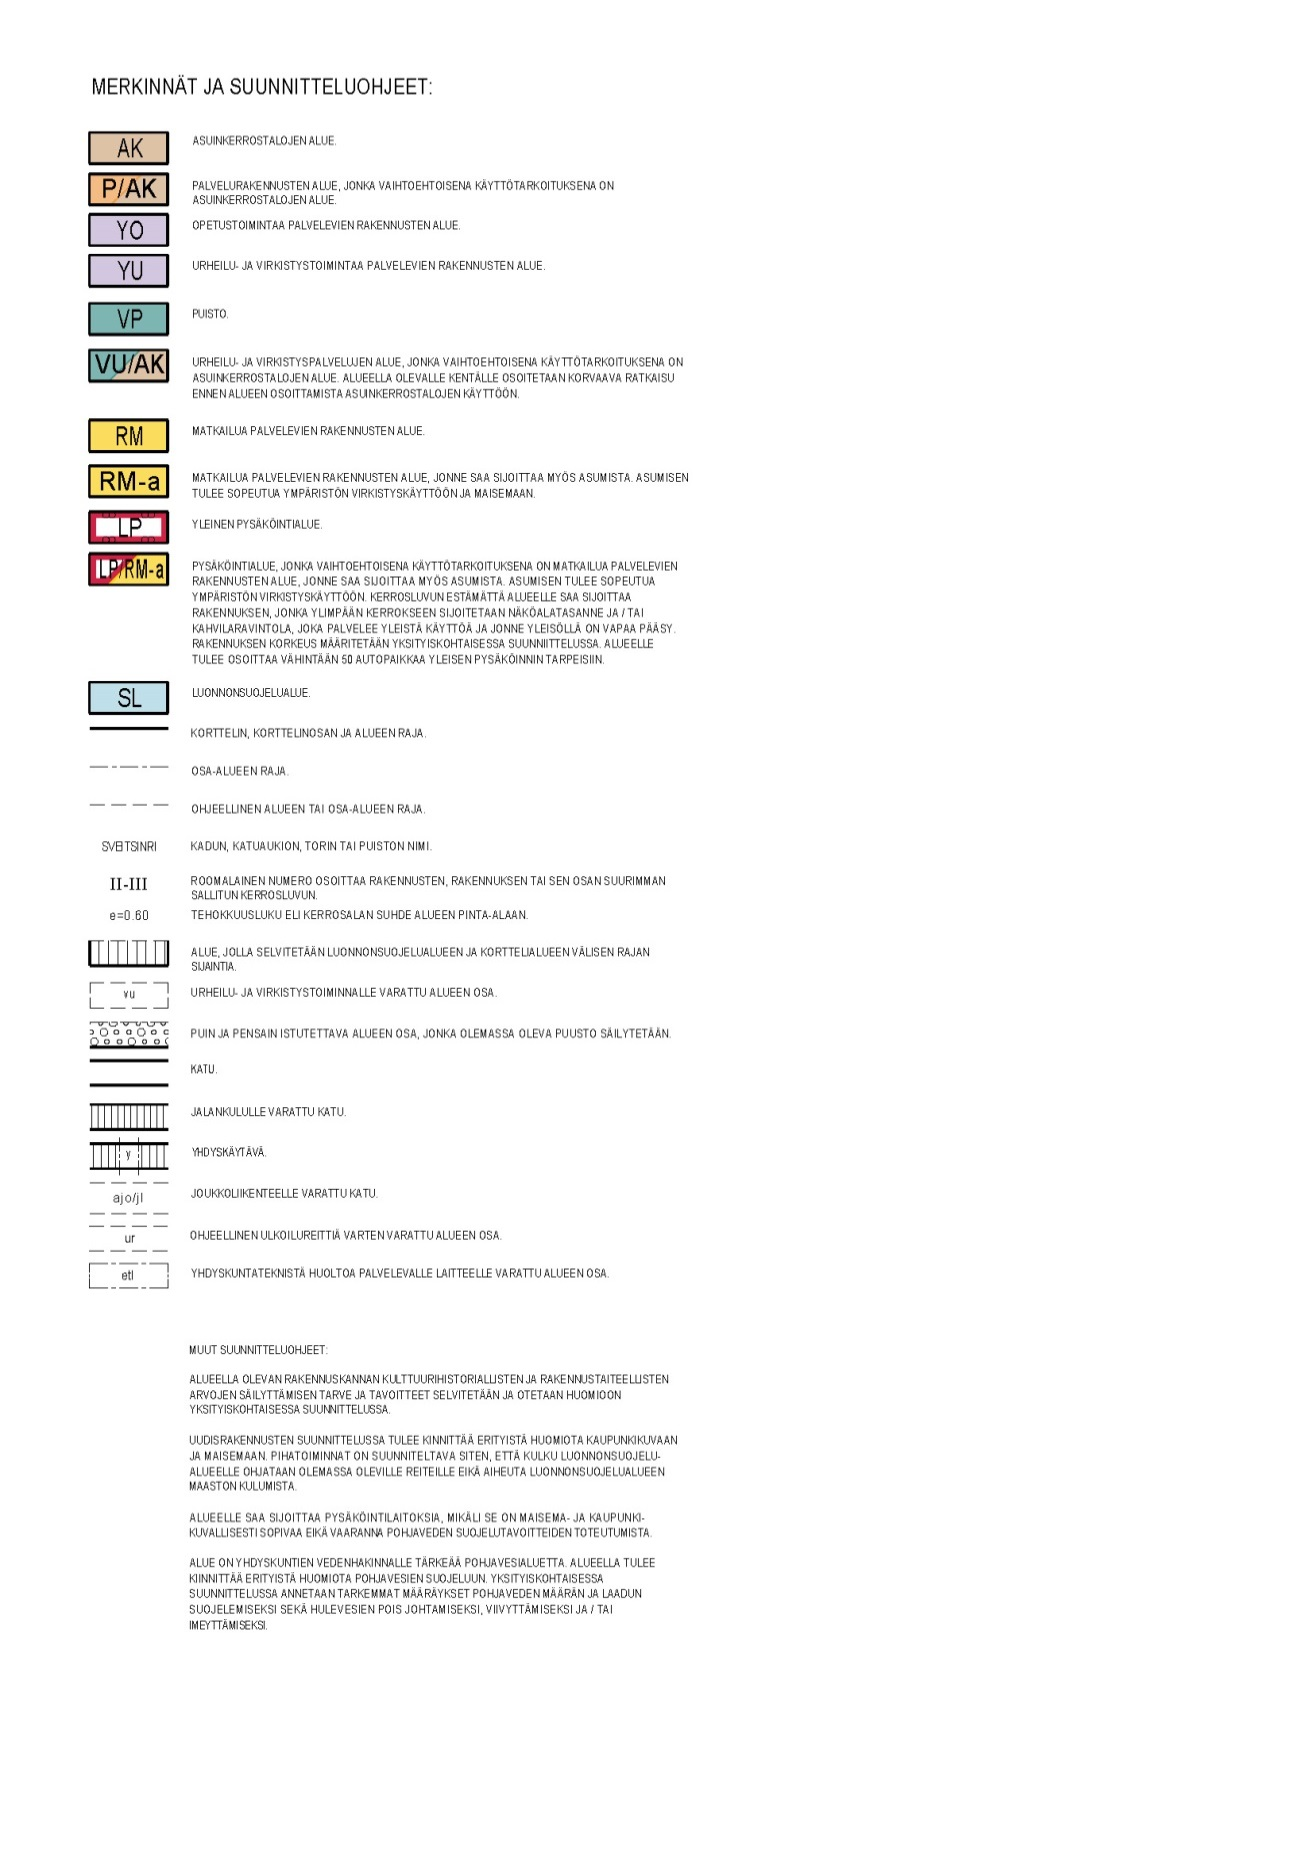 MERKINNÄT JA SUUNNITTELUOHJEET:
AK
ASUINKERROSTALOJEN ALUE.
P/AK
PALVELURAKENNUSTEN ALUE, JONKA VAIHTOEHTOISENA KÄYTTÖTARKOITUKSENA ON
ASUINKERROSTALOJEN ALUE.
YO
OPETUSTOIMINTAA PALVELEVIEN RAKENNUSTEN ALUE.
YU
URHEILU- JA VIRKISTYSTOIMINTAA PALVELEVIEN RAKENNUSTEN ALUE.
VP
PUISTO.
VU/AK
URHEILU- JA VIRKISTYSPALVELUJEN ALUE, JONKA VAIHTOEHTOISENA KÄYTTÖTARKOITUKSENA ON
ASUINKERROSTALOJEN ALUE. ALUEELLA OLEVALLE KENTÄLLE OSOITETAAN KORVAAVA RATKAISU
ENNEN ALUEEN OSOITTAMISTA ASUINKERROSTALOJEN KÄYTTÖÖN.
RM
MATKAILUA PALVELEVIEN RAKENNUSTEN ALUE.
RM-a
MATKAILUA PALVELEVIEN RAKENNUSTEN ALUE, JONNE SAA SIJOITTAA MYÖS ASUMISTA. ASUMISEN
TULEE SOPEUTUA YMPÄRISTÖN VIRKISTYSKÄYTTÖÖN JA MAISEMAAN.
LP
YLEINEN PYSÄKÖINTIALUE.
LP/RM-a
PYSÄKÖINTIALUE, JONKA VAIHTOEHTOISENA KÄYTTÖTARKOITUKSENA ON MATKAILUA PALVELEVIEN
RAKENNUSTEN ALUE, JONNE SAA SIJOITTAA MYÖS ASUMISTA. ASUMISEN TULEE SOPEUTUA
YMPÄRISTÖN VIRKISTYSKÄYTTÖÖN. KERROSLUVUN ESTÄMÄTTÄ ALUEELLE SAA SIJOITTAA
RAKENNUKSEN, JONKA YLIMPÄÄN KERROKSEEN SIJOITETAAN NÄKÖALATASANNE JA / TAI
KAHVILARAVINTOLA, JOKA PALVELEE YLEISTÄ KÄYTTÖÄ JA JONNE YLEISÖLLÄ ON VAPAA PÄÄSY.
RAKENNUKSEN KORKEUS MÄÄRITETÄÄN YKSITYISKOHTAISESSA SUUNNITTELUSSA. ALUEELLE
TULEE OSOITTAA VÄHINTÄÄN 50 AUTOPAIKKAA YLEISEN PYSÄKÖINNIN TARPEISIIN.
SL
LUONNONSUOJELUALUE.
KORTTELIN, KORTTELINOSAN JA ALUEEN RAJA.
OSA-ALUEEN RAJA.
OHJEELLINEN ALUEEN TAI OSA-ALUEEN RAJA.
SVEITSINRI
KADUN, KATUAUKION, TORIN TAI PUISTON NIMI.
II-III
ROOMALAINEN NUMERO OSOITTAA RAKENNUSTEN, RAKENNUKSEN TAI SEN OSAN SUURIMMAN
SALLITUN KERROSLUVUN.
e=0.60
TEHOKKUUSLUKU ELI KERROSALAN SUHDE ALUEEN PINTA-ALAAN.
ALUE, JOLLA SELVITETÄÄN LUONNONSUOJELUALUEEN JA KORTTELIALUEEN VÄLISEN RAJAN
SIJAINTIA.
vu
URHEILU- JA VIRKISTYSTOIMINNALLE VARATTU ALUEEN OSA.
PUIN JA PENSAIN ISTUTETTAVA ALUEEN OSA, JONKA OLEMASSA OLEVA PUUSTO SÄILYTETÄÄN.
KATU.
JALANKULULLE VARATTU KATU.
y
YHDYSKÄYTÄVÄ.
ajo/jl
JOUKKOLIIKENTEELLE VARATTU KATU.
ur
OHJEELLINEN ULKOILUREITTIÄ VARTEN VARATTU ALUEEN OSA.
etl
YHDYSKUNTATEKNISTÄ HUOLTOA PALVELEVALLE LAITTEELLE VARATTU ALUEEN OSA.
MUUT SUUNNITTELUOHJEET:
ALUEELLA OLEVAN RAKENNUSKANNAN KULTTUURIHISTORIALLISTEN JA RAKENNUSTAITEELLISTEN
ARVOJEN SÄILYTTÄMISEN TARVE JA TAVOITTEET SELVITETÄÄN JA OTETAAN HUOMIOON
YKSITYISKOHTAISESSA SUUNNITTELUSSA.
UUDISRAKENNUSTEN SUUNNITTELUSSA TULEE KINNITTÄÄ ERITYISTÄ HUOMIOTA KAUPUNKIKUVAAN
JA MAISEMAAN. PIHATOIMINNAT ON SUUNNITELTAVA SITEN, ETTÄ KULKU LUONNONSUOJELU-
ALUEELLE OHJATAAN OLEMASSA OLEVILLE REITEILLE EIKÄ AIHEUTA LUONNONSUOJELUALUEEN
MAASTON KULUMISTA.
ALUEELLE SAA SIJOITTAA PYSÄKÖINTILAITOKSIA, MIKÄLI SE ON MAISEMA- JA KAUPUNKI-
KUVALLISESTI SOPIVAA EIKÄ VAARANNA POHJAVEDEN SUOJELUTAVOITTEIDEN TOTEUTUMISTA.
ALUE ON YHDYSKUNTIEN VEDENHAKINNALLE TÄRKEÄÄ POHJAVESIALUETTA. ALUEELLA TULEE
KINNITTÄÄ ERITYISTÄ HUOMIOTA POHJAVESIEN SUOJELUUN. YKSITYISKOHTAISESSA
SUUNNITTELUSSA ANNETAAN TARKEMMAT MÄÄRÄYKSET POHJAVEDEN MÄÄRÄN JA LAADUN
SUOJELEMISEKSI SEKÄ HULEVESIEN POIS JOHTAMISEKSI, VIIVYTTÄMISEKSI JA / TAI
IMEYTTÄMISEKSI.